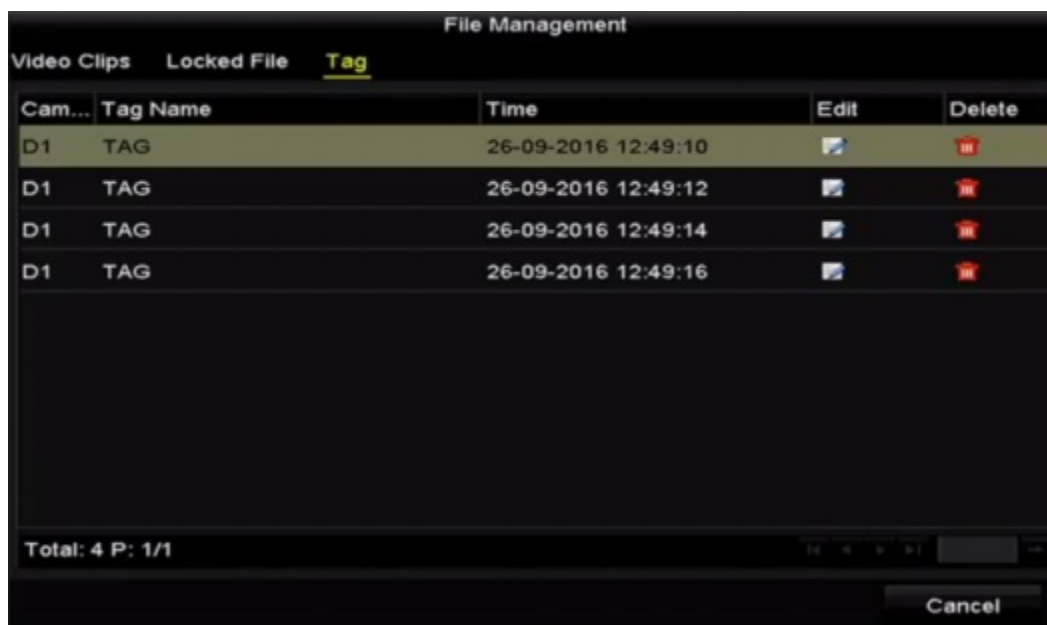 File Management
Video Clips Locked File Tag
Cam... Tag Name Time Edit Delete
D1 TAG 26-09-2016 12:49:10
D1 TAG 26-09-2016 12:49:12
D1 TAG 26-09-2016 12:49:14
D1 TAG 26-09-2016 12:49:16
Total: 4 P: 1/1
Cancel